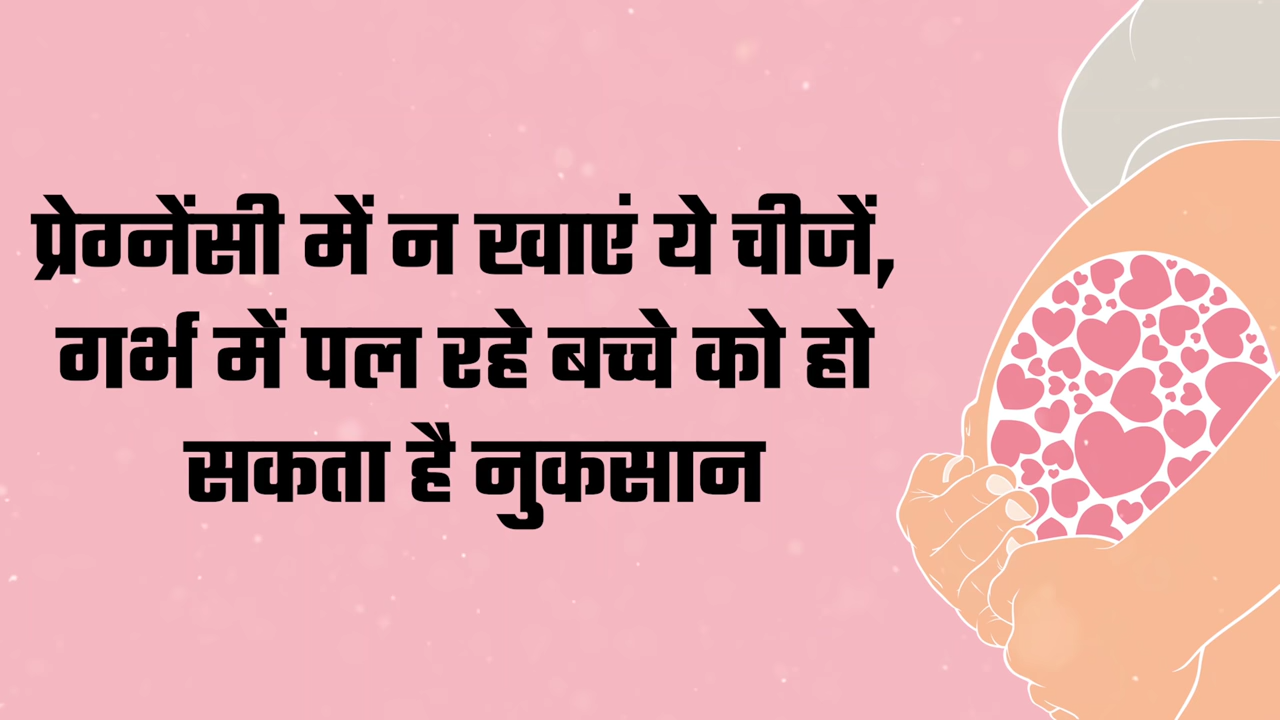 प्रेग्नेंसी में न खाएं ये चीजें,
गर्भ में पल रहे बच्चे को हो
सकता है नुकसान